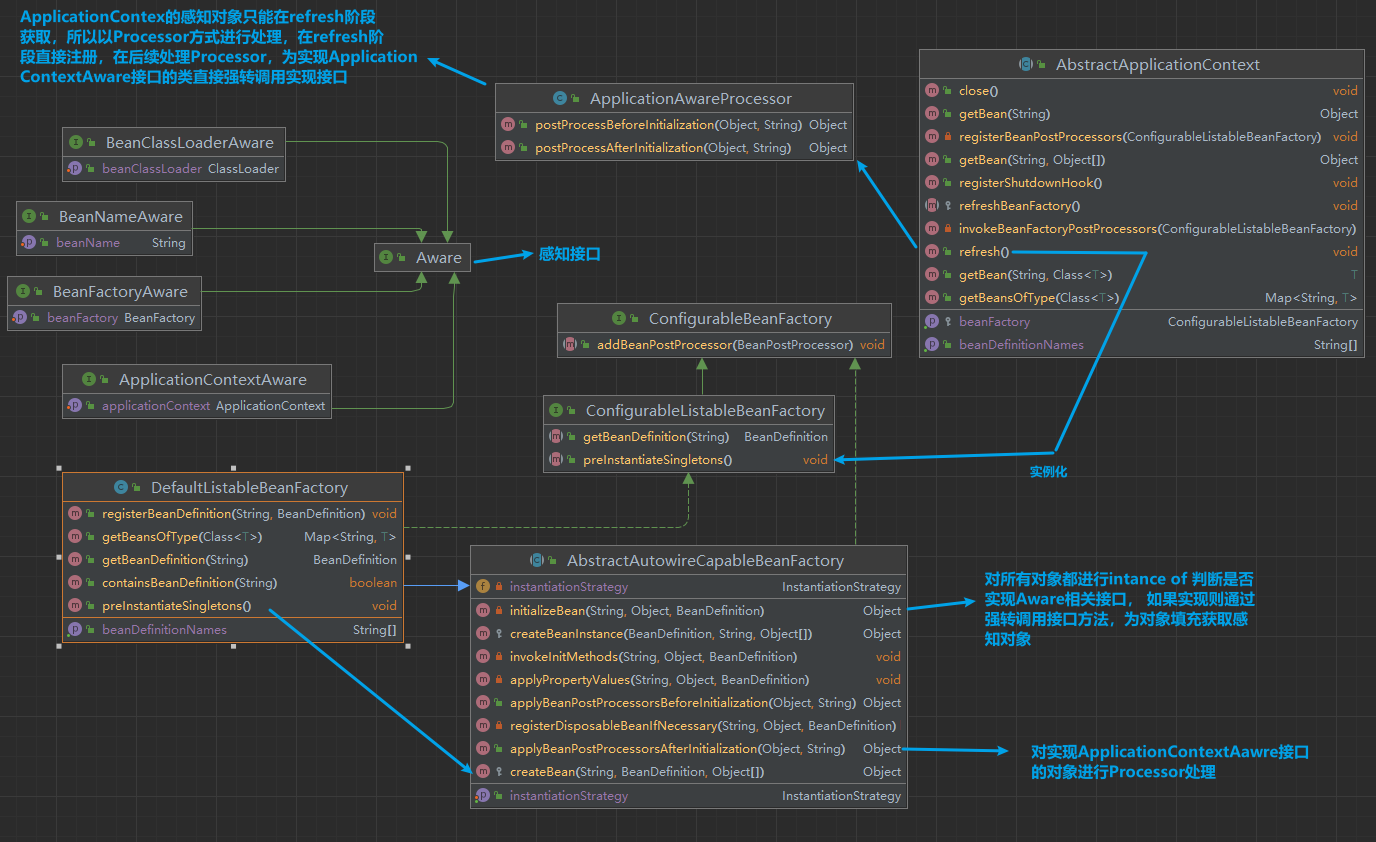 ApplicationContex的感知对象只能在refresh阶段
获取，所以以Processor方式进行处理，在refresh阶
段直接注册，在后续处理Processor，为实现Application
ContextAware接口的类直接强转调用实现接口
ApplicationAwareProcessor
postProcessBeforeInitialization(Object, String) Object
postProcessAfterInitialization(Object, String) Object
AbstractApplicationContext
close() void
getBean(String) Object
registerBeanPostProcessors(ConfigurableListableBeanFactory) void
getBean(String, Object[]) Object
registerShutdownHook() void
refreshBeanFactory() void
invokeBeanFactoryPostProcessors(ConfigurableListableBeanFactory)
refresh() void
getBean(String, Class<T>) T
getBeansOfType(Class<T>) Map<String, T>
beanFactory ConfigurableListableBeanFactory
beanDefinitionNames String[]
BeanClassLoaderAware
beanClassLoader ClassLoader
BeanNameAware
beanName String
Aware
感知接口
BeanFactoryAware
beanFactory BeanFactory
ApplicationContextAware
applicationContext ApplicationContext
ConfigurableBeanFactory
addBeanPostProcessor(BeanPostProcessor) void
ConfigurableListableBeanFactory
getBeanDefinition(String) BeanDefinition
preInstantiateSingletons() void
实例化
DefaultListableBeanFactory
registerBeanDefinition(String, BeanDefinition) void
getBeansOfType(Class<T>) Map<String, T>
getBeanDefinition(String) BeanDefinition
containsBeanDefinition(String) boolean
preInstantiateSingletons() void
beanDefinitionNames String[]
AbstractAutowireCapableBeanFactory
instantiationStrategy InstantiationStrategy
initializeBean(String, Object, BeanDefinition) Object
createBeanInstance(BeanDefinition, String, Object[]) Object
invokeInitMethods(String, Object, BeanDefinition) void
applyPropertyValues(String, Object, BeanDefinition) void
applyBeanPostProcessorsBeforeInitialization(Object, String) Object
registerDisposableBeanIfNecessary(String, Object, BeanDefinition)
applyBeanPostProcessorsAfterInitialization(Object, String) Object
createBean(String, BeanDefinition, Object[]) Object
instantiationStrategy InstantiationStrategy
对所有对象都进行intance of 判断是否
实现Aware相关接口， 如果实现则通过
强转调用接口方法，为对象填充获取感
知对象
对实现ApplicationContextAawre接口
的对象进行Processor处理